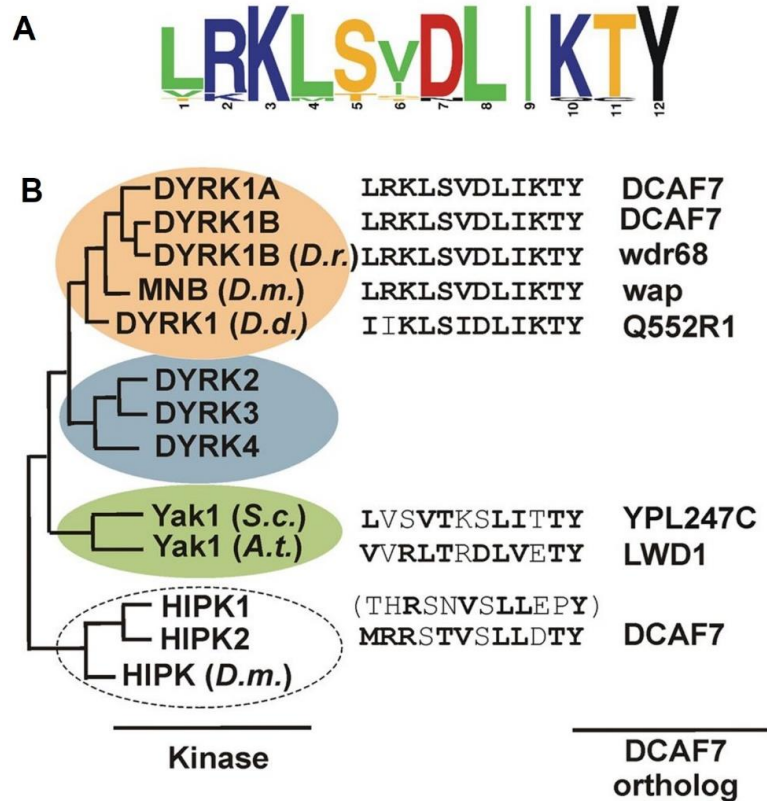 A
LRKLSVDLIKTY
1 2 3 4 5 6 7 8 9 10 11 12
B
DYRK1A LRKLSVDLIKTY DCAF7
DYRK1B LRKLSVDLIKTY DCAF7
DYRK1B (D.r.) LRKLSVDLIKTY wdr68
MNB (D.m.) LRKLSVDLIKTY wap
DYRK1 (D.d.) IIKLSIDLIKTY Q552R1
DYRK2
DYRK3
DYRK4
Yak1 (S.c.) LVSVTKSLITTY YPL247C
Yak1 (A.t.) VVRLTRDLVETY LWD1
HIPK1 (THRSNVSLLEPY)
HIPK2 MRRSTVSLLDTY DCAF7
HIPK (D.m.)
Kinase
DCAF7
ortholog